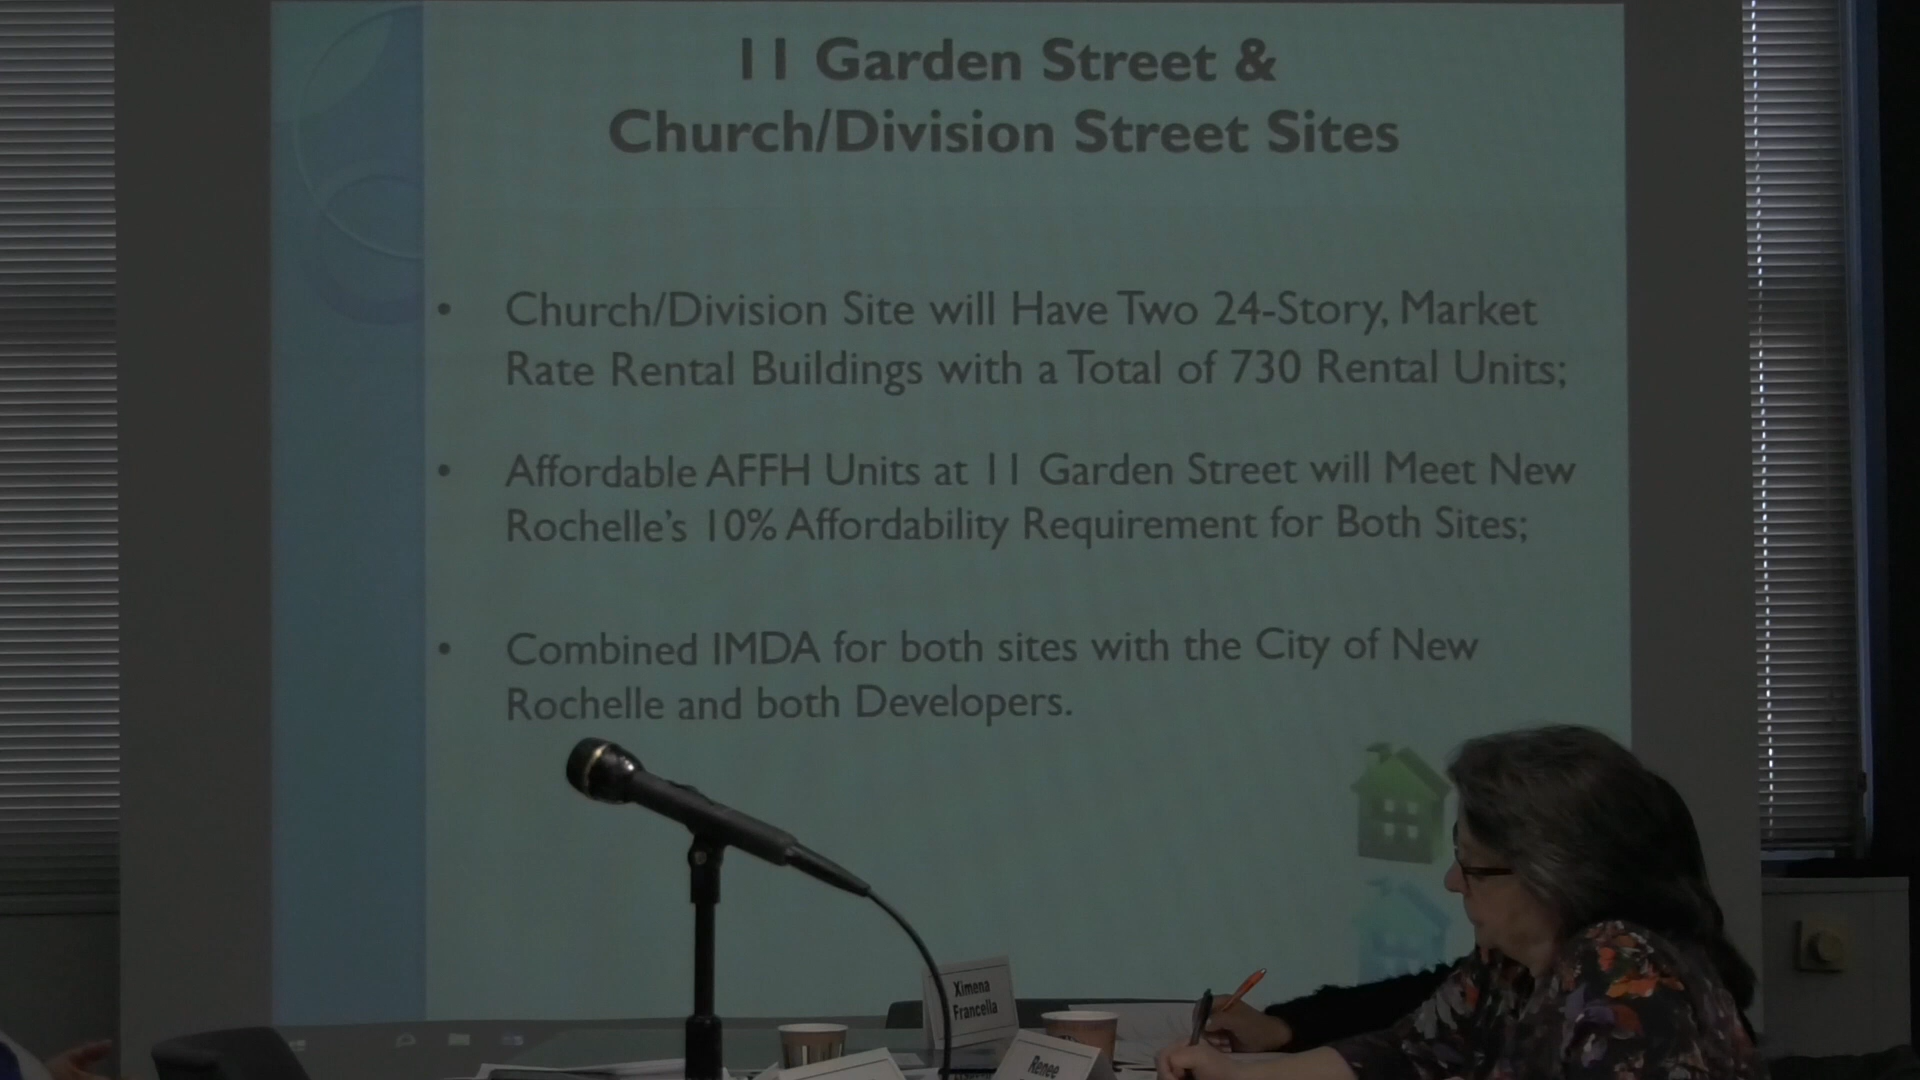 11 Garden Street &
Church/Division Street Sites
• Church/Division Site will Have Two 24-Story, Market
Rate Rental Buildings with a Total of 730 Rental Units;
• Affordable AFFH Units at 11 Garden Street will Meet New
Rochelle's 10% Affordability Requirement for Both Sites;
• Combined IMDA for both sites with the City of New
Rochelle and both Developers.
Ximena
Francella
Renee